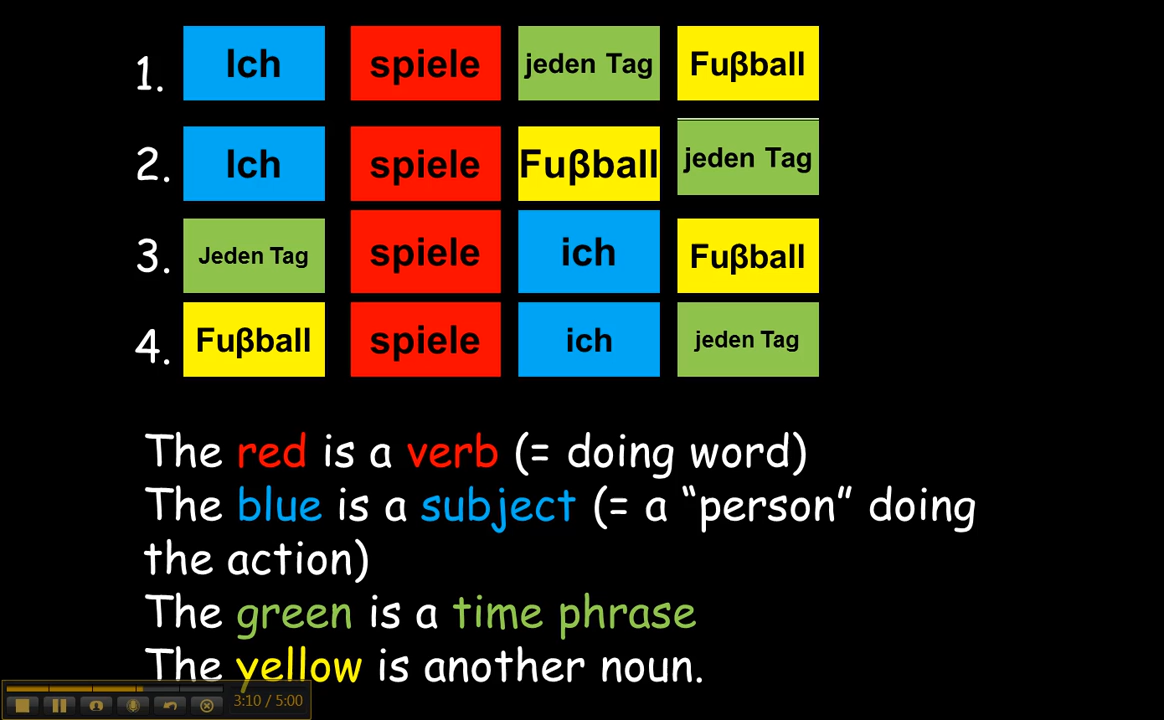 1. Ich spiele jeden Tag Fuβball
2. Ich spiele Fuβball jeden Tag
3. Jeden Tag spiele ich Fuβball
4. Fuβball spiele ich jeden Tag
The red is a verb (= doing word)
The blue is a subject (= a “person” doing
the action)
The green is a time phrase
The yellow is another noun.
3:10 / 5:00